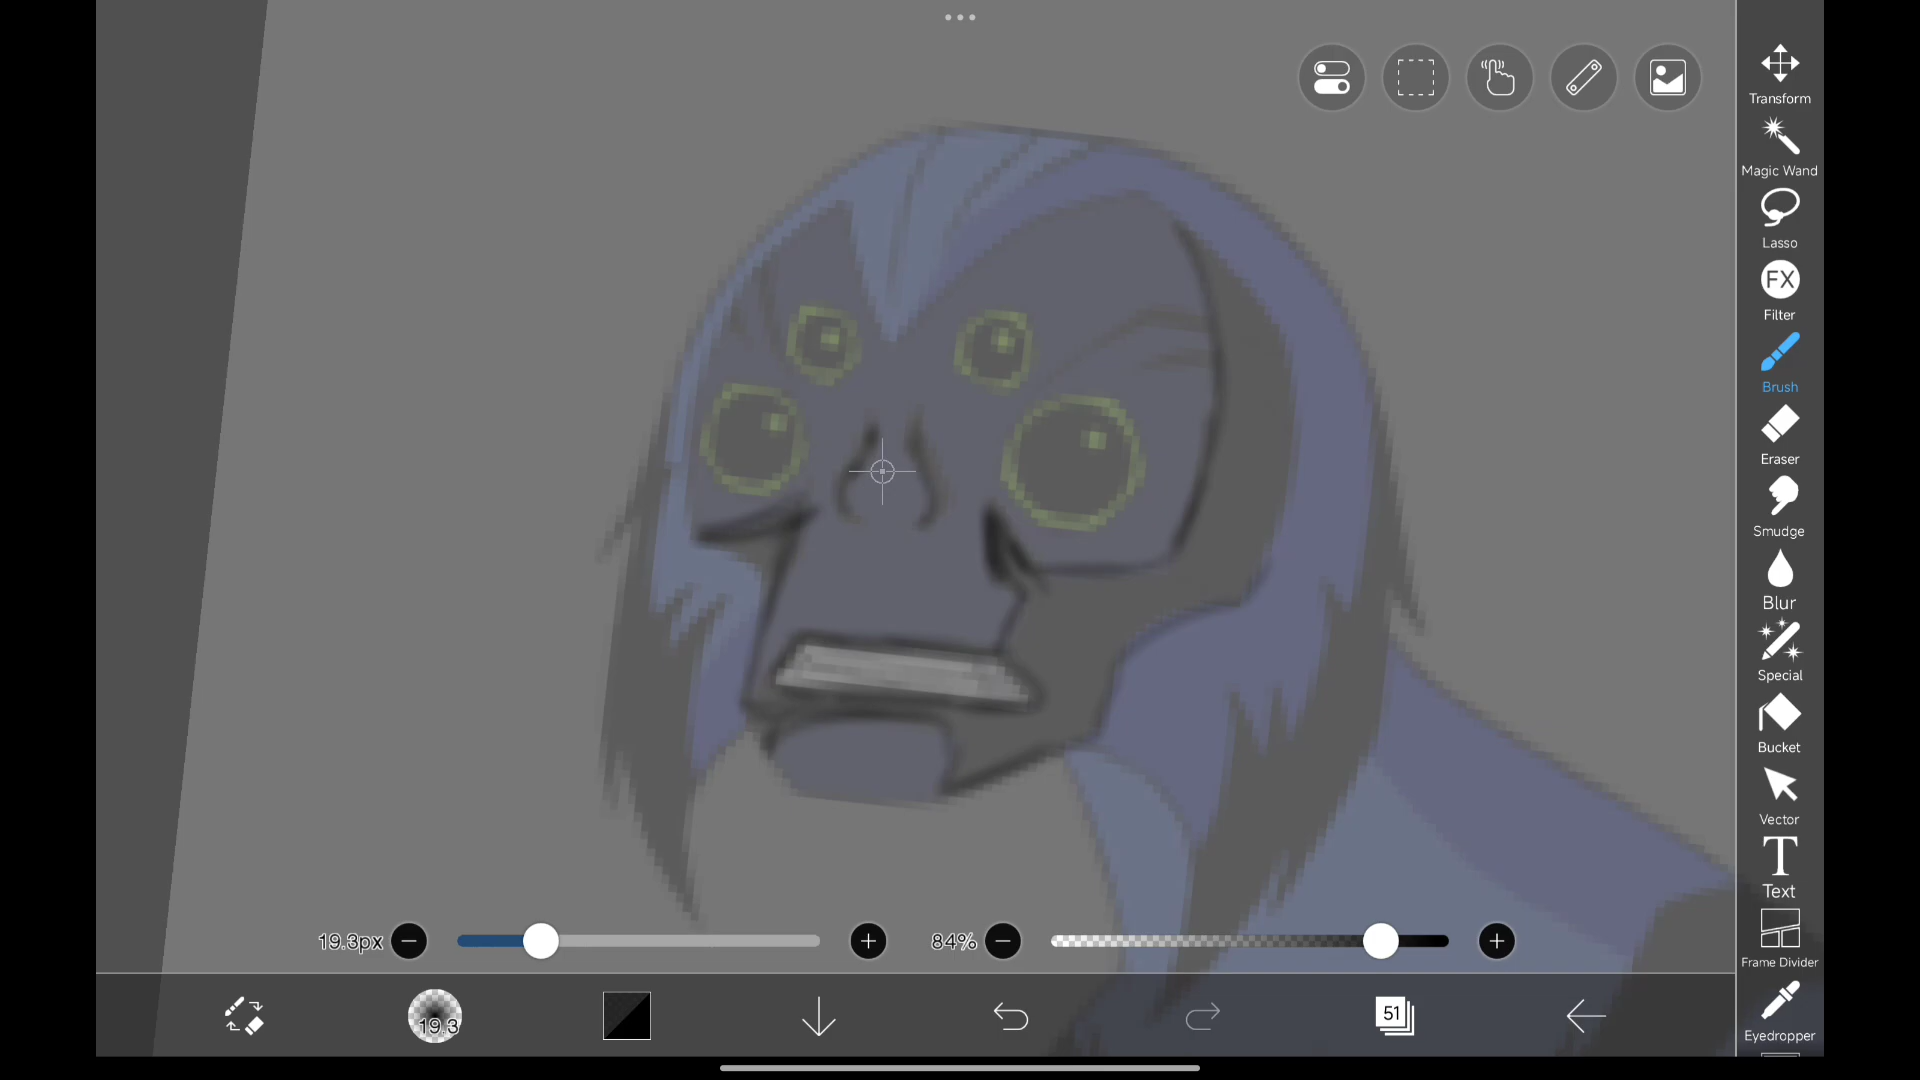 Transform
Magic Wand
Lasso
FX
Filter
Brush
Eraser
Smudge
Blur
Special
Bucket
Vector
T
Text
Frame Divider
Eyedropper
19.3px
84%
19.3
51